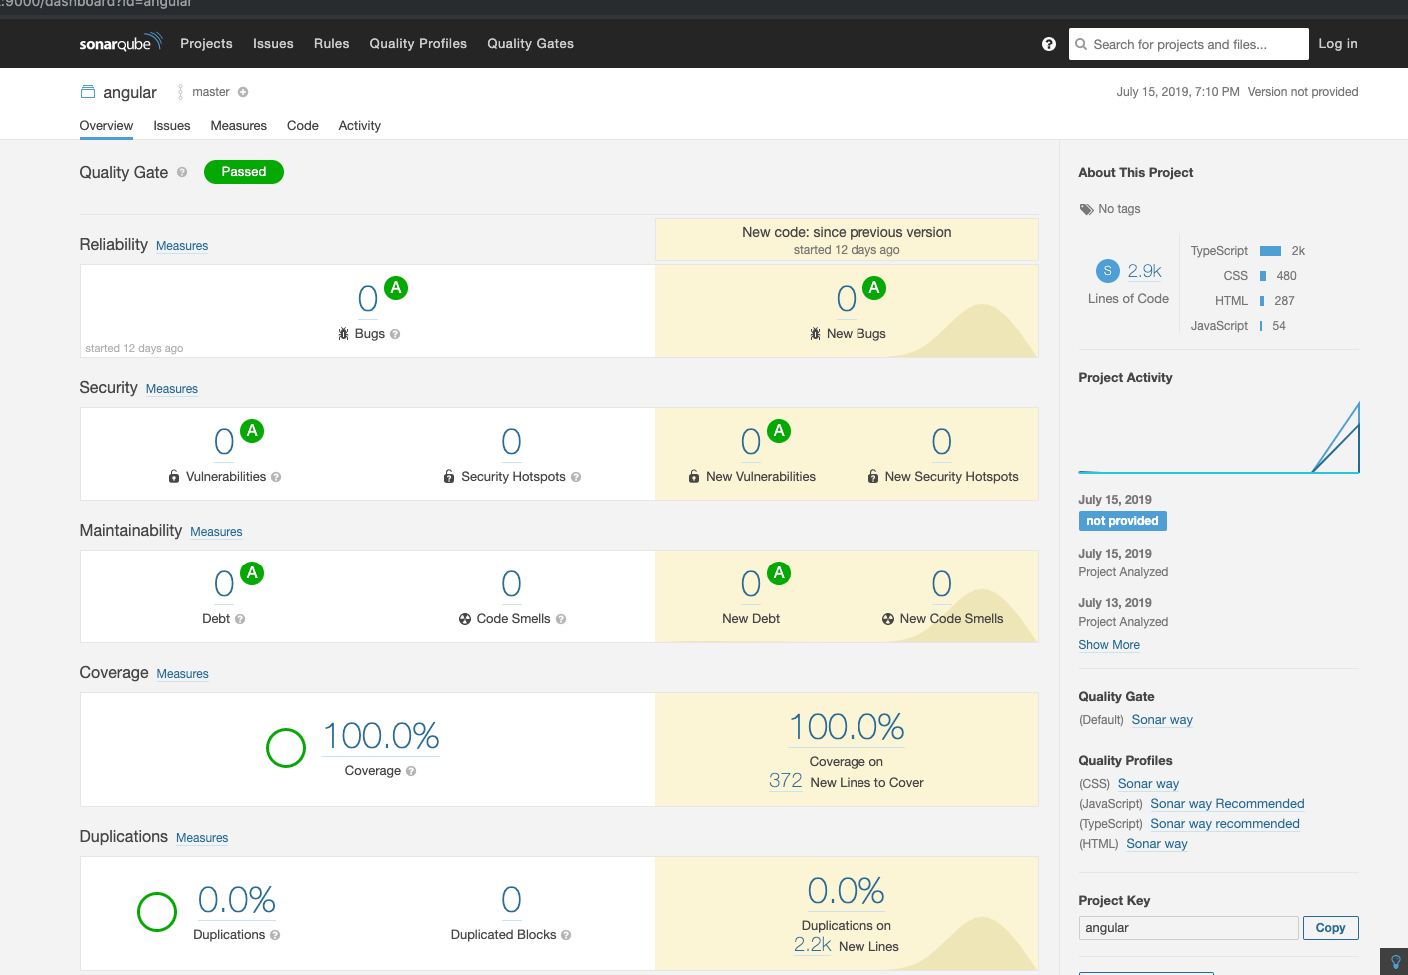 :9000/dashboard?id=angular
sonarqube Projects Issues Rules Quality Profiles Quality Gates ? Search for projects and files... Log in
angular master July 15, 2019, 7:10 PM Version not provided
Overview Issues Measures Code Activity
Quality Gate ? Passed
New code: since previous version
started 12 days ago
Reliability Measures
0 A
Bugs ?
started 12 days ago
0 A
New Bugs
Security Measures
0 A
Vulnerabilities ?
0
Security Hotspots ?
0 A
New Vulnerabilities
0
New Security Hotspots
Maintainability Measures
0 A
Debt ?
0
Code Smells ?
0 A
New Debt
0
New Code Smells
Coverage Measures
100.0%
Coverage ?
100.0%
Coverage on
372 New Lines to Cover
Duplications Measures
0.0%
Duplications ?
0
Duplicated Blocks ?
0.0%
Duplications on
2.2k New Lines
About This Project
No tags
S 2.9k
Lines of Code
TypeScript 2k
CSS 480
HTML 287
JavaScript 54
Project Activity
July 15, 2019
not provided
July 15, 2019
Project Analyzed
July 13, 2019
Project Analyzed
Show More
Quality Gate
(Default) Sonar way
Quality Profiles
(CSS) Sonar way
(JavaScript) Sonar way Recommended
(TypeScript) Sonar way recommended
(HTML) Sonar way
Project Key
angular Copy